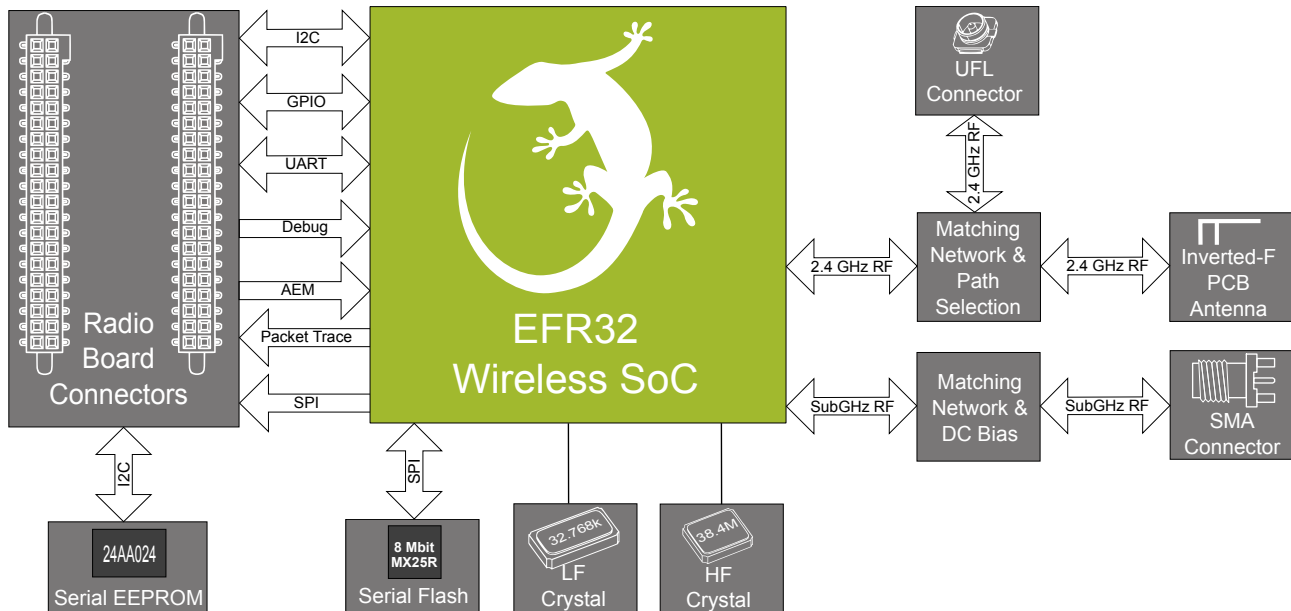 I2C
GPIO
UART
Debug
AEM
Packet Trace
SPI
Radio
Board
Connectors
EFR32
Wireless SoC
UFL
Connector
2.4 GHz RF
2.4 GHz RF
Matching
Network &
Path
Selection
2.4 GHz RF
Inverted-F
PCB
Antenna
SubGHz RF
Matching
Network &
DC Bias
SubGHz RF
SMA
Connector
I2C
24AA024
Serial EEPROM
SPI
8 Mbit
MX25R
Serial Flash
32.768k
LF
Crystal
38.4M
HF
Crystal